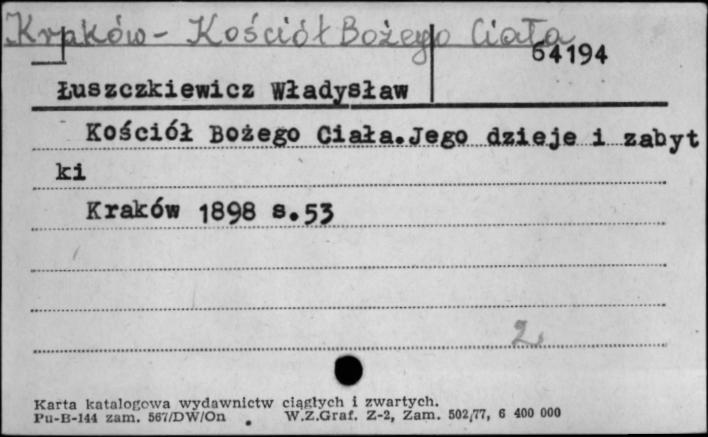 Kraków - Kościół Bożego Ciała
64194
Łuszczkiewicz Władysław
Kościół Bożego Ciała.Jego dzieje i zabyt
ki
Kraków 1898 s.53
2
Karta katalogowa wydawnictw ciągłych i zwartych.
Pu-B-144 zam. 567/DW/On . W.Z.Graf. Z-2, Zam. 502/77, 6 400 000